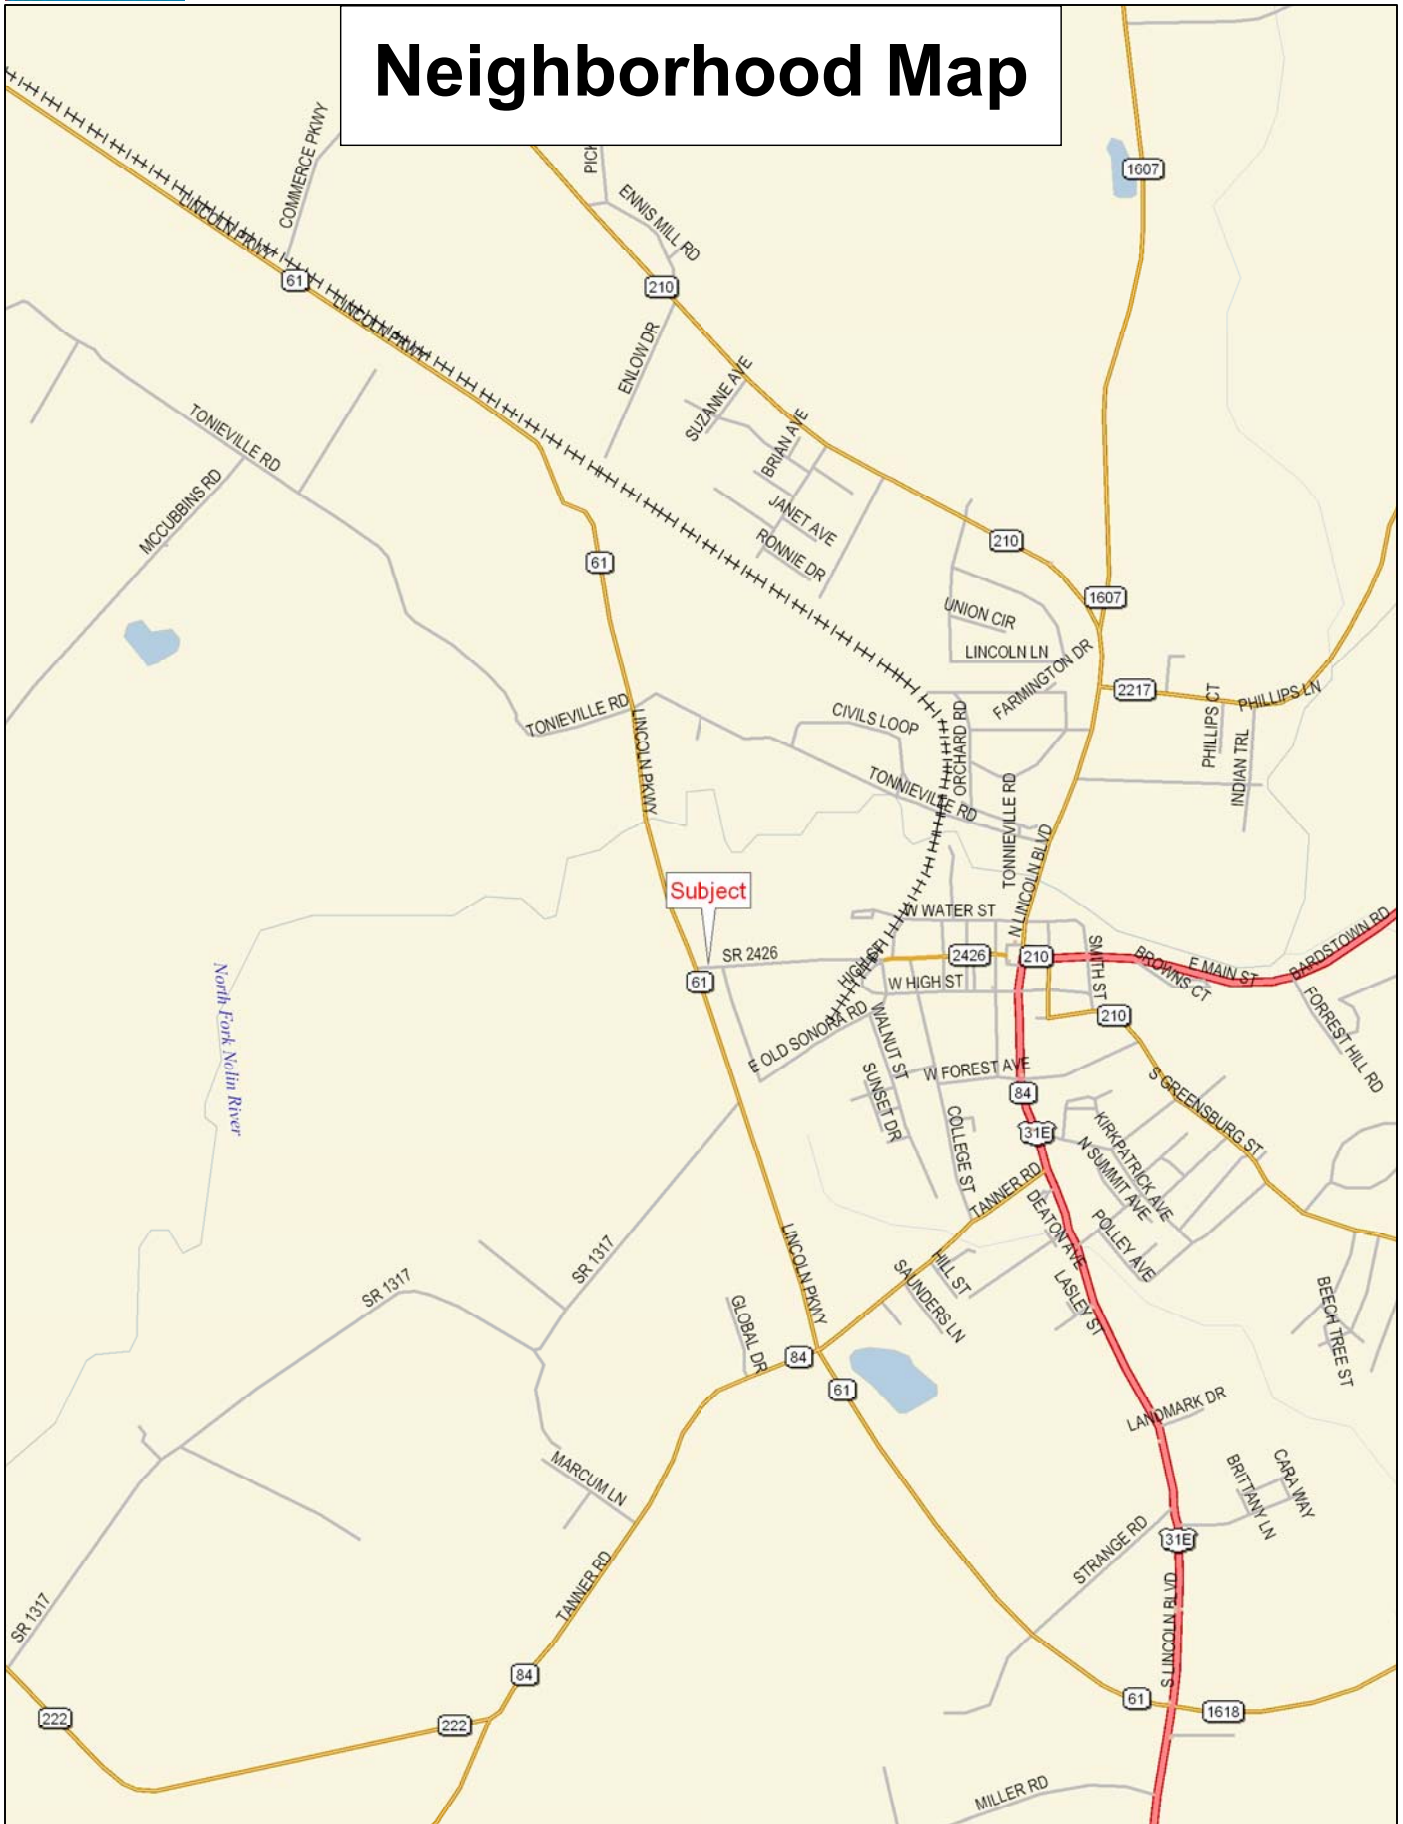 Neighborhood Map
COMMERCE PKWY
ENNIS MILL RD
1607
LINCOLN PKWY
61
210
LINCOLN PKWY
ENLOW DR
SUZANNE AVE
BRIAN AVE
TONIEVILLE RD
MCCUBBINS RD
JANET AVE
RONNIE DR
210
61
1607
UNION CIR
LINCOLN LN
FARMINGTON DR
2217
PHILLIPS LN
PHILLIPS CT
INDIAN TRL
TONIEVILLE RD
LINCOLN PKWY
CIVILS LOOP
ORCHARD RD
TONNIEVILLE RD
TONNIEVILLE RD
N LINCOLN BLVD
Subject
W WATER ST
SR 2426
2426
210
SMITH ST
BROWNS CT
E MAIN ST
BARDSTOWN RD
61
HIGH ST
W HIGH ST
210
FORREST HILL RD
North Fork Nolin River
E OLD SONORA RD
WALNUT ST
SUNSET DR
W FOREST AVE
84
S GREENSBURG ST
31E
COLLEGE ST
KIRKPATRICK AVE
N SUMMIT AVE
TANNER RD
DEATON AVE
POLLEY AVE
LINCOLN PKWY
SR 1317
SR 1317
HILL ST
SAUNDERS LN
LASLEY ST
BEECH TREE ST
GLOBAL DR
84
61
LANDMARK DR
MARCUM LN
BRITTANY LN
CARA WAY
STRANGE RD
31E
TANNER RD
SR 1317
S LINCOLN BLVD
84
61
1618
222
222
MILLER RD